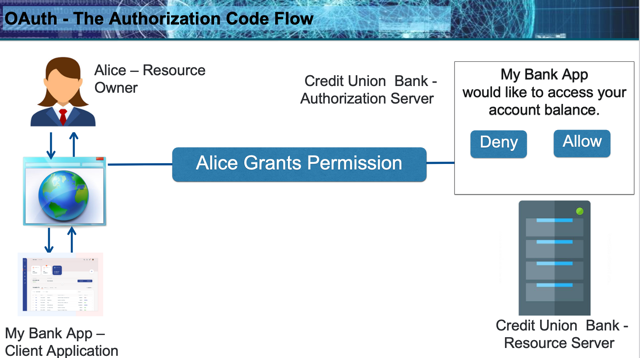 OAuth - The Authorization Code Flow
Alice – Resource
Owner
Credit Union Bank -
Authorization Server
My Bank App
would like to access your
account balance.
Deny
Allow
Alice Grants Permission
My Bank App –
Client Application
Credit Union Bank -
Resource Server